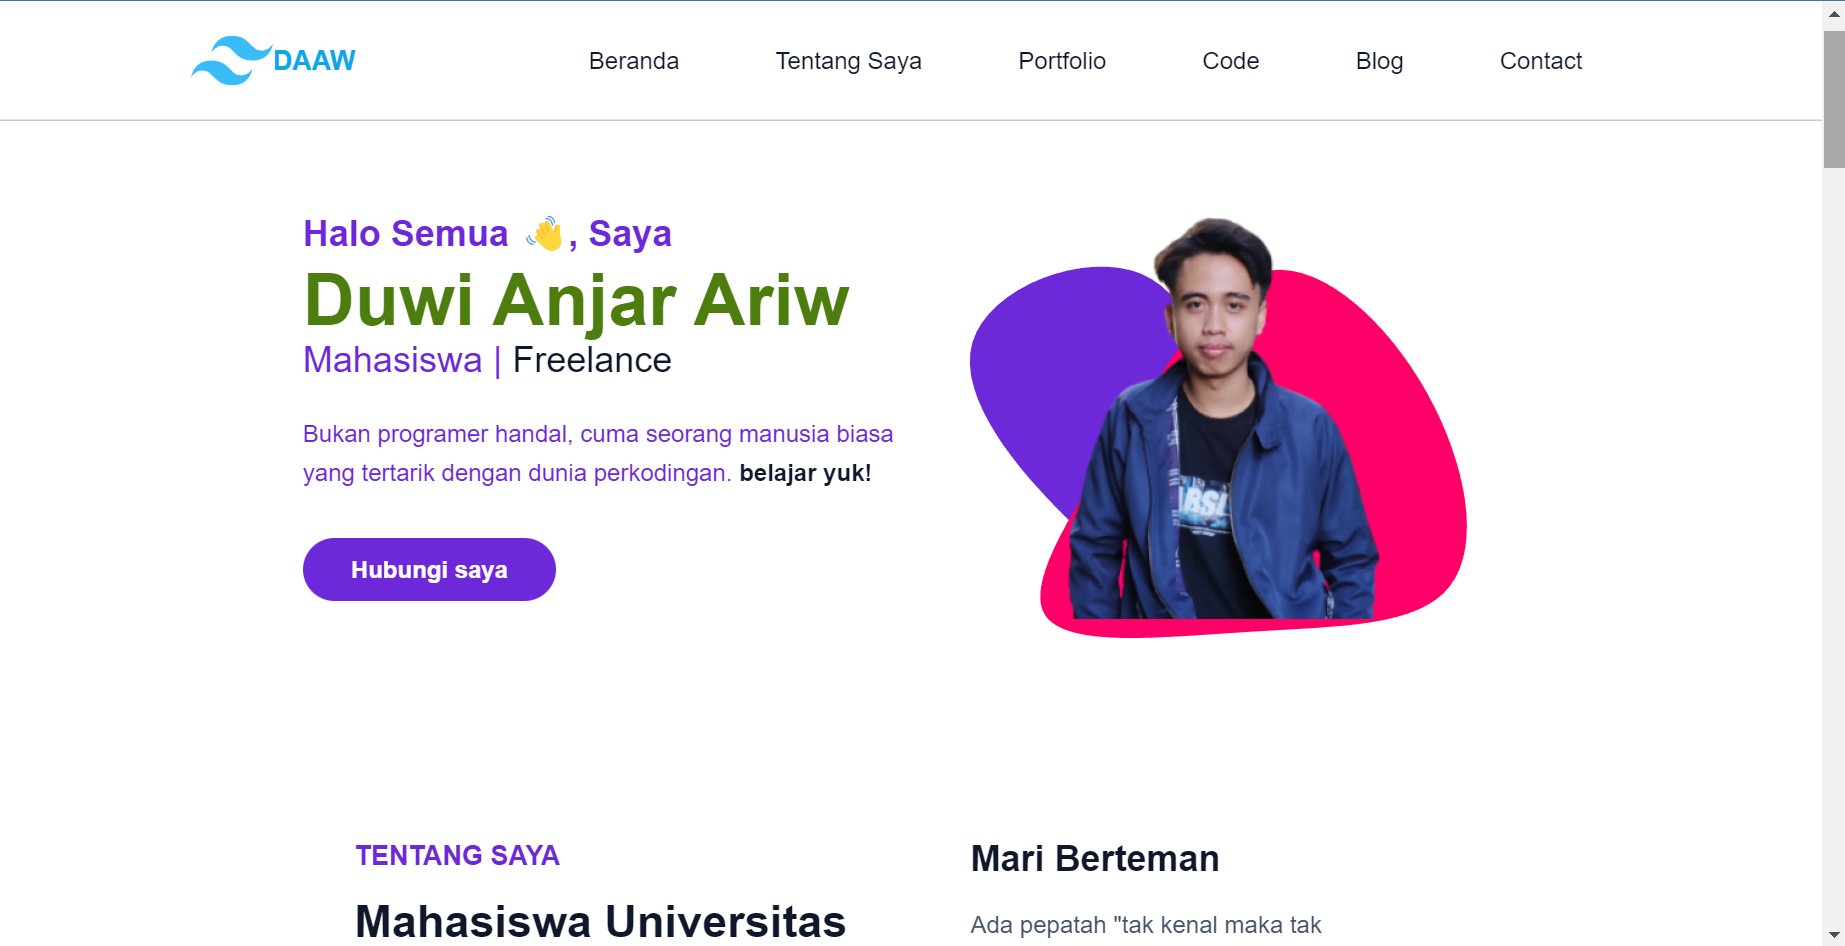 DAAW
Beranda Tentang Saya Portfolio Code Blog Contact
Halo Semua 👋, Saya
Duwi Anjar Ariw
Mahasiswa | Freelance
Bukan programer handal, cuma seorang manusia biasa
yang tertarik dengan dunia perkodingan. belajar yuk!
Hubungi saya
TENTANG SAYA
Mahasiswa Universitas
Mari Berteman
Ada pepatah "tak kenal maka tak